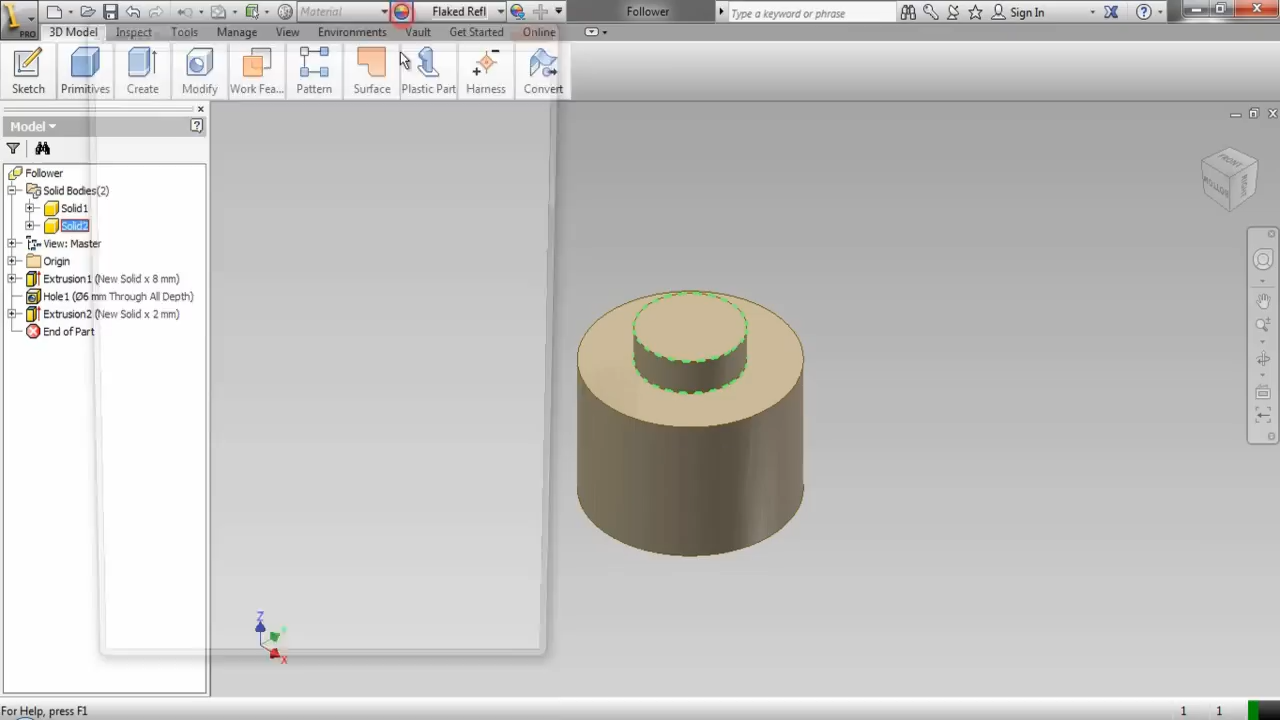 Material
Flaked Refl
Follower
Type a keyword or phrase
Sign In
PRO
3D Model
Inspect
Tools
Manage
View
Environments
Vault
Get Started
Online
Sketch
Primitives
Create
Modify
Work Fea...
Pattern
Surface
Plastic Part
Harness
Convert
Model
Follower
Solid Bodies(2)
Solid1
Solid2
View: Master
Origin
Extrusion1 (New Solid x 8 mm)
Hole1 (Ø6 mm Through All Depth)
Extrusion2 (New Solid x 2 mm)
End of Part
FRONT
BOTTOM
Z
X
For Help, press F1
1
1